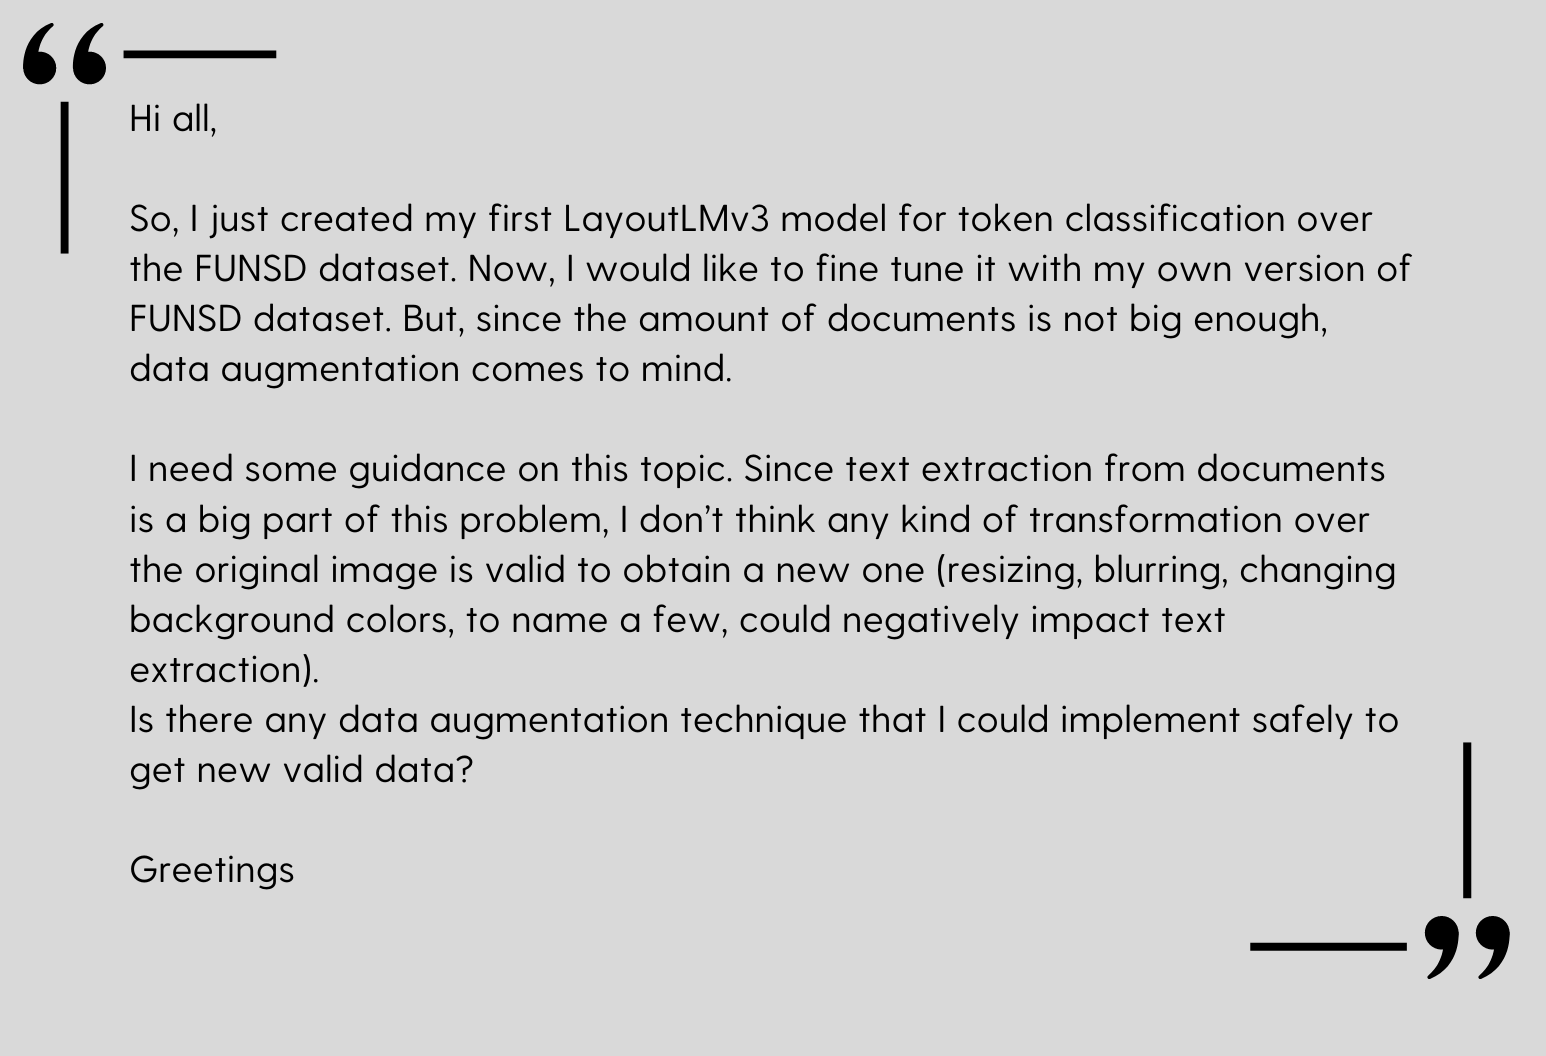 Hi all,
So, I just created my first LayoutLMv3 model for token classification over
the FUNSD dataset. Now, I would like to fine tune it with my own version of
FUNSD dataset. But, since the amount of documents is not big enough,
data augmentation comes to mind.
I need some guidance on this topic. Since text extraction from documents
is a big part of this problem, I don’t think any kind of transformation over
the original image is valid to obtain a new one (resizing, blurring, changing
background colors, to name a few, could negatively impact text
extraction).
Is there any data augmentation technique that I could implement safely to
get new valid data?
Greetings